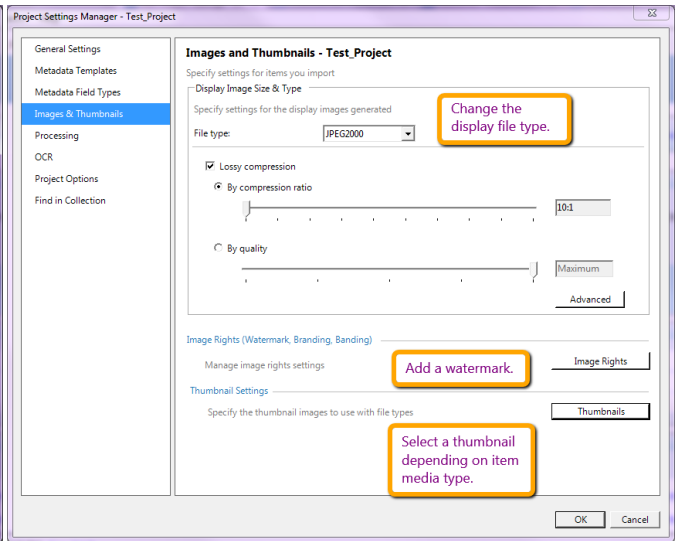 Project Settings Manager - Test_Project
General Settings
Metadata Templates
Metadata Field Types
Images & Thumbnails
Processing
OCR
Project Options
Find in Collection
Images and Thumbnails - Test_Project
Specify settings for items you import
Display Image Size & Type
Specify settings for the display images generated
File type:
JPEG2000
Change the
display file type.
Lossy compression
By compression ratio
10:1
By quality
Maximum
Advanced
Image Rights (Watermark, Branding, Banding)
Manage image rights settings
Add a watermark.
Image Rights
Thumbnail Settings
Specify the thumbnail images to use with file types
Thumbnails
Select a thumbnail
depending on item
media type.
OK
Cancel